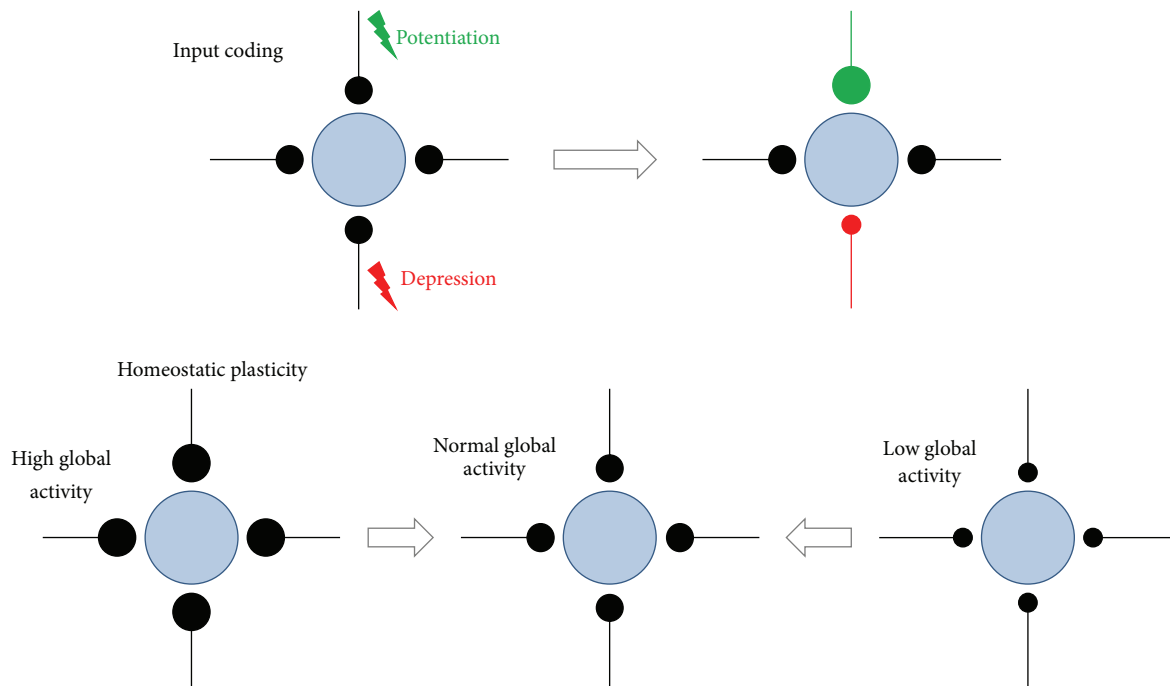 Potentiation
Input coding
Depression
Homeostatic plasticity
High global
activity
Normal global
activity
Low global
activity